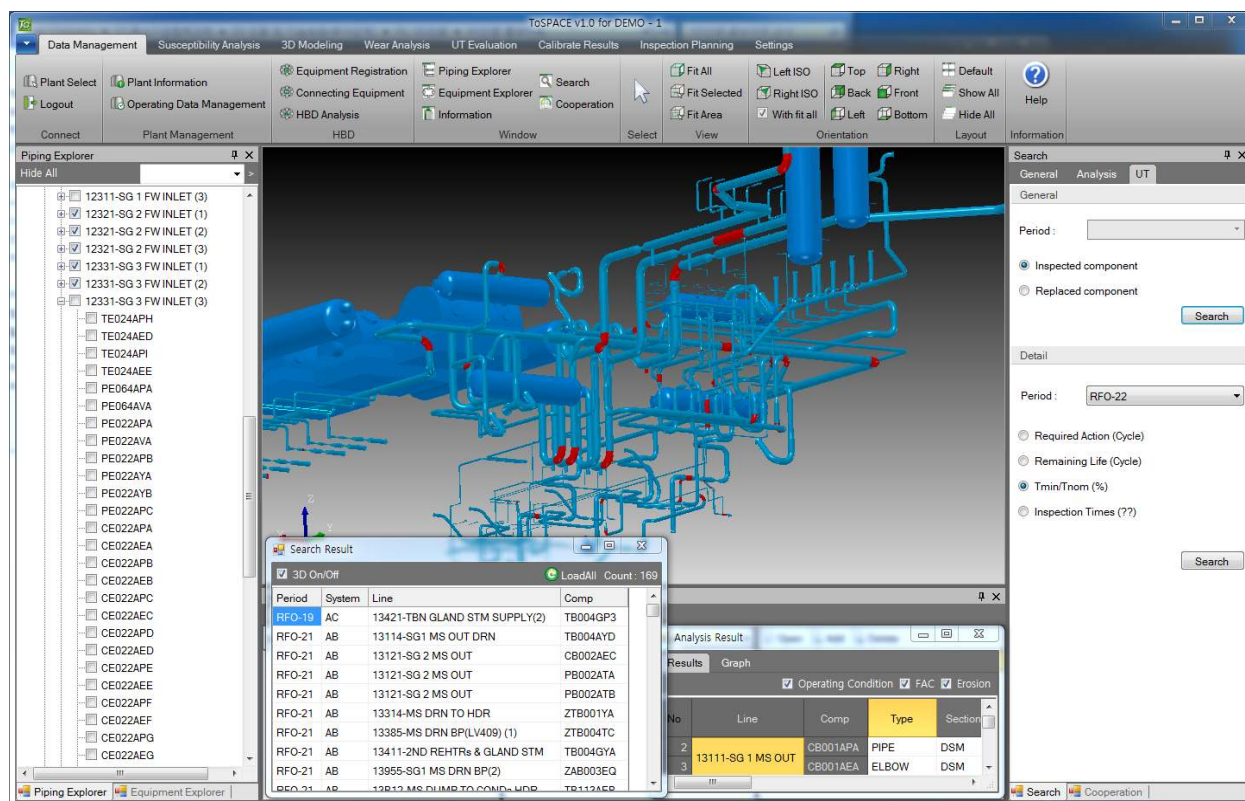 ToSPACE v1.0 for DEMO - 1
Data Management Susceptibility Analysis 3D Modeling Wear Analysis UT Evaluation Calibrate Results Inspection Planning Settings
Plant Select Plant Information Equipment Registration Piping Explorer Search Fit All Left ISO Top Right Default
Logout Operating Data Management Connecting Equipment Equipment Explorer Cooperation Fit Selected Right ISO Back Front Show All Help
HBD Analysis Information Fit Area With fit all Left Bottom Hide All
Connect Plant Management HBD Window Select View Orientation Layout Information
Piping Explorer
Hide All
12311-SG 1 FW INLET (3)
12321-SG 2 FW INLET (1)
12321-SG 2 FW INLET (2)
12321-SG 2 FW INLET (3)
12331-SG 3 FW INLET (1)
12331-SG 3 FW INLET (2)
12331-SG 3 FW INLET (3)
TE024APH
TE024AED
TE024API
TE024AEE
PE064APA
PE064AVA
PE022APA
PE022AVA
PE022APB
PE022AYA
PE022AYB
PE022APC
CE022APA
CE022AEA
CE022APB
CE022AEB
CE022APC
CE022AEC
CE022APD
CE022AED
CE022APE
CE022AEE
CE022APF
CE022AEF
CE022APG
CE022AEG
Piping Explorer Equipment Explorer
Z
Y
Search Result
3D On/Off LoadAll Count : 169
Period System Line Comp
RFO-19 AC 13421-TBN GLAND STM SUPPLY(2) TB004GP3
RFO-21 AB 13114-SG1 MS OUT DRN TB004AYD
RFO-21 AB 13121-SG 2 MS OUT CB002AEC
RFO-21 AB 13121-SG 2 MS OUT PB002ATA
RFO-21 AB 13121-SG 2 MS OUT PB002ATB
RFO-21 AB 13314-MS DRN TO HDR ZTB001YA
RFO-21 AB 13385-MS DRN BP(LV409) (1) ZTB004TC
RFO-21 AB 13411-2ND REHTRs & GLAND STM TB004GYA
RFO-21 AB 13955-SG1 MS DRN BP(2) ZAB003EQ
RFO-21 AB 13B12-MS DUMP TO CONDs HDR TB113AEB
Analysis Result
Results Graph
Operating Condition FAC Erosion
No Line Comp Type Section
2 13111-SG 1 MS OUT CB001APA PIPE DSM
3 CB001AEA ELBOW DSM
Search
General Analysis UT
General
Period :
Inspected component
Replaced component
Search
Detail
Period : RFO-22
Required Action (Cycle)
Remaining Life (Cycle)
Tmin/Tnom (%)
Inspection Times (??)
Search
Search Cooperation